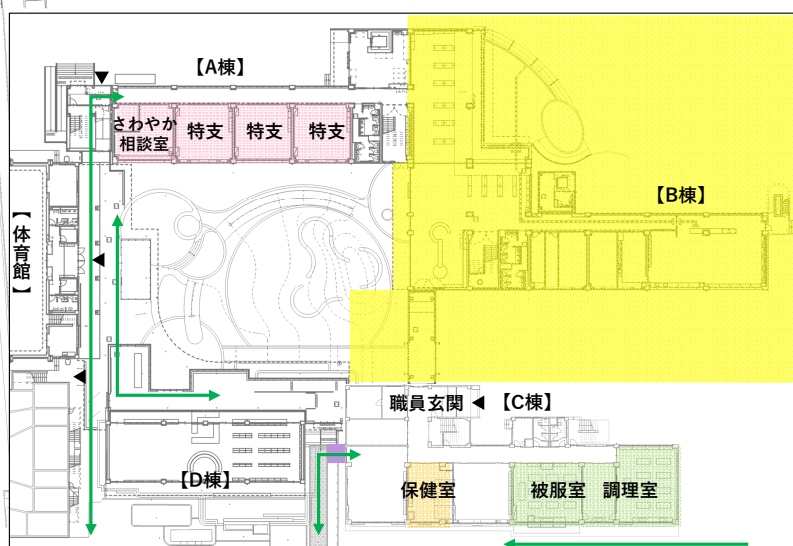 【A棟】
さわやか
相談室
特支
特支
特支
【B棟】
【体育館】
職員玄関
【C棟】
【D棟】
保健室
被服室
調理室